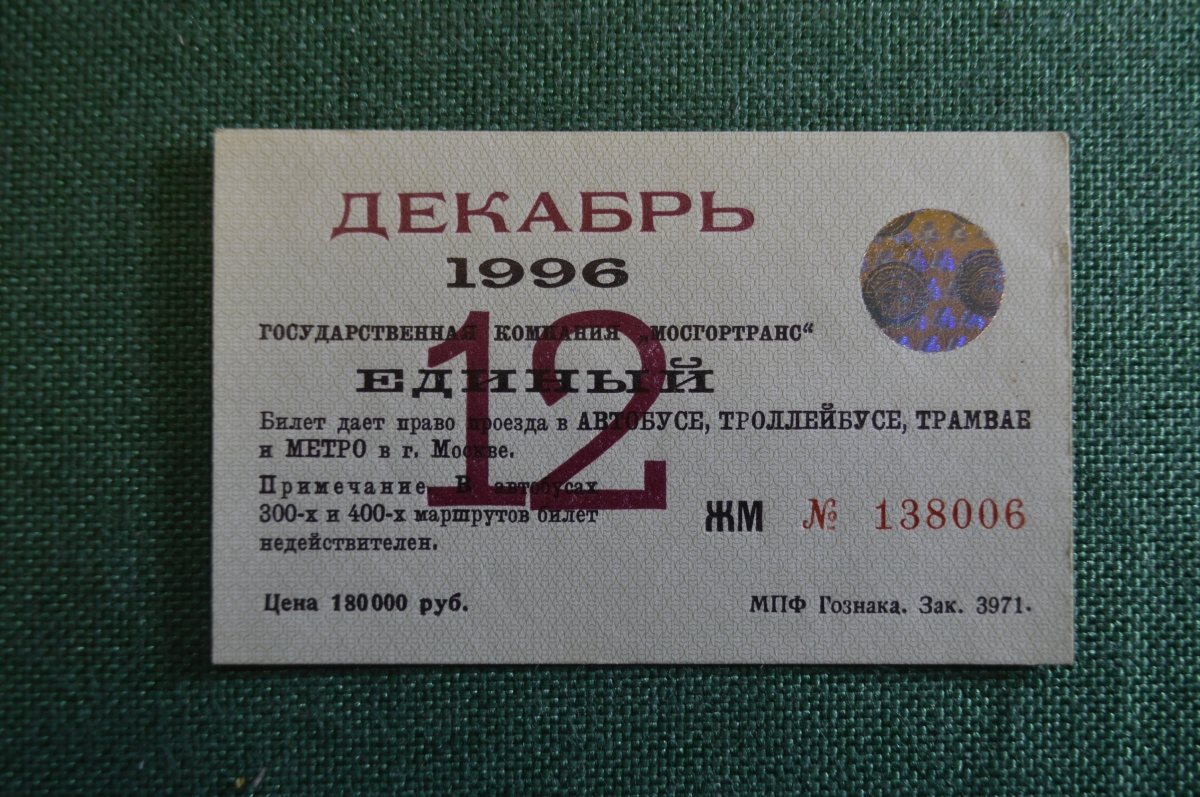 ДЕКАБРЬ
1996
12
ГОСУДАРСТВЕННАЯ КОМПАНИЯ „МОСГОРТРАНС“
ЕДИНЫЙ
Билет дает право проезда в АВТОБУСЕ, ТРОЛЛЕЙБУСЕ, ТРАМВАЕ
и МЕТРО в г. Москве.
Примечание. В автобусах
300-х и 400-х маршрутов билет
недействителен.
ЖМ № 138006
Цена 180000 руб.
МПФ Гознака. Зак. 3971.